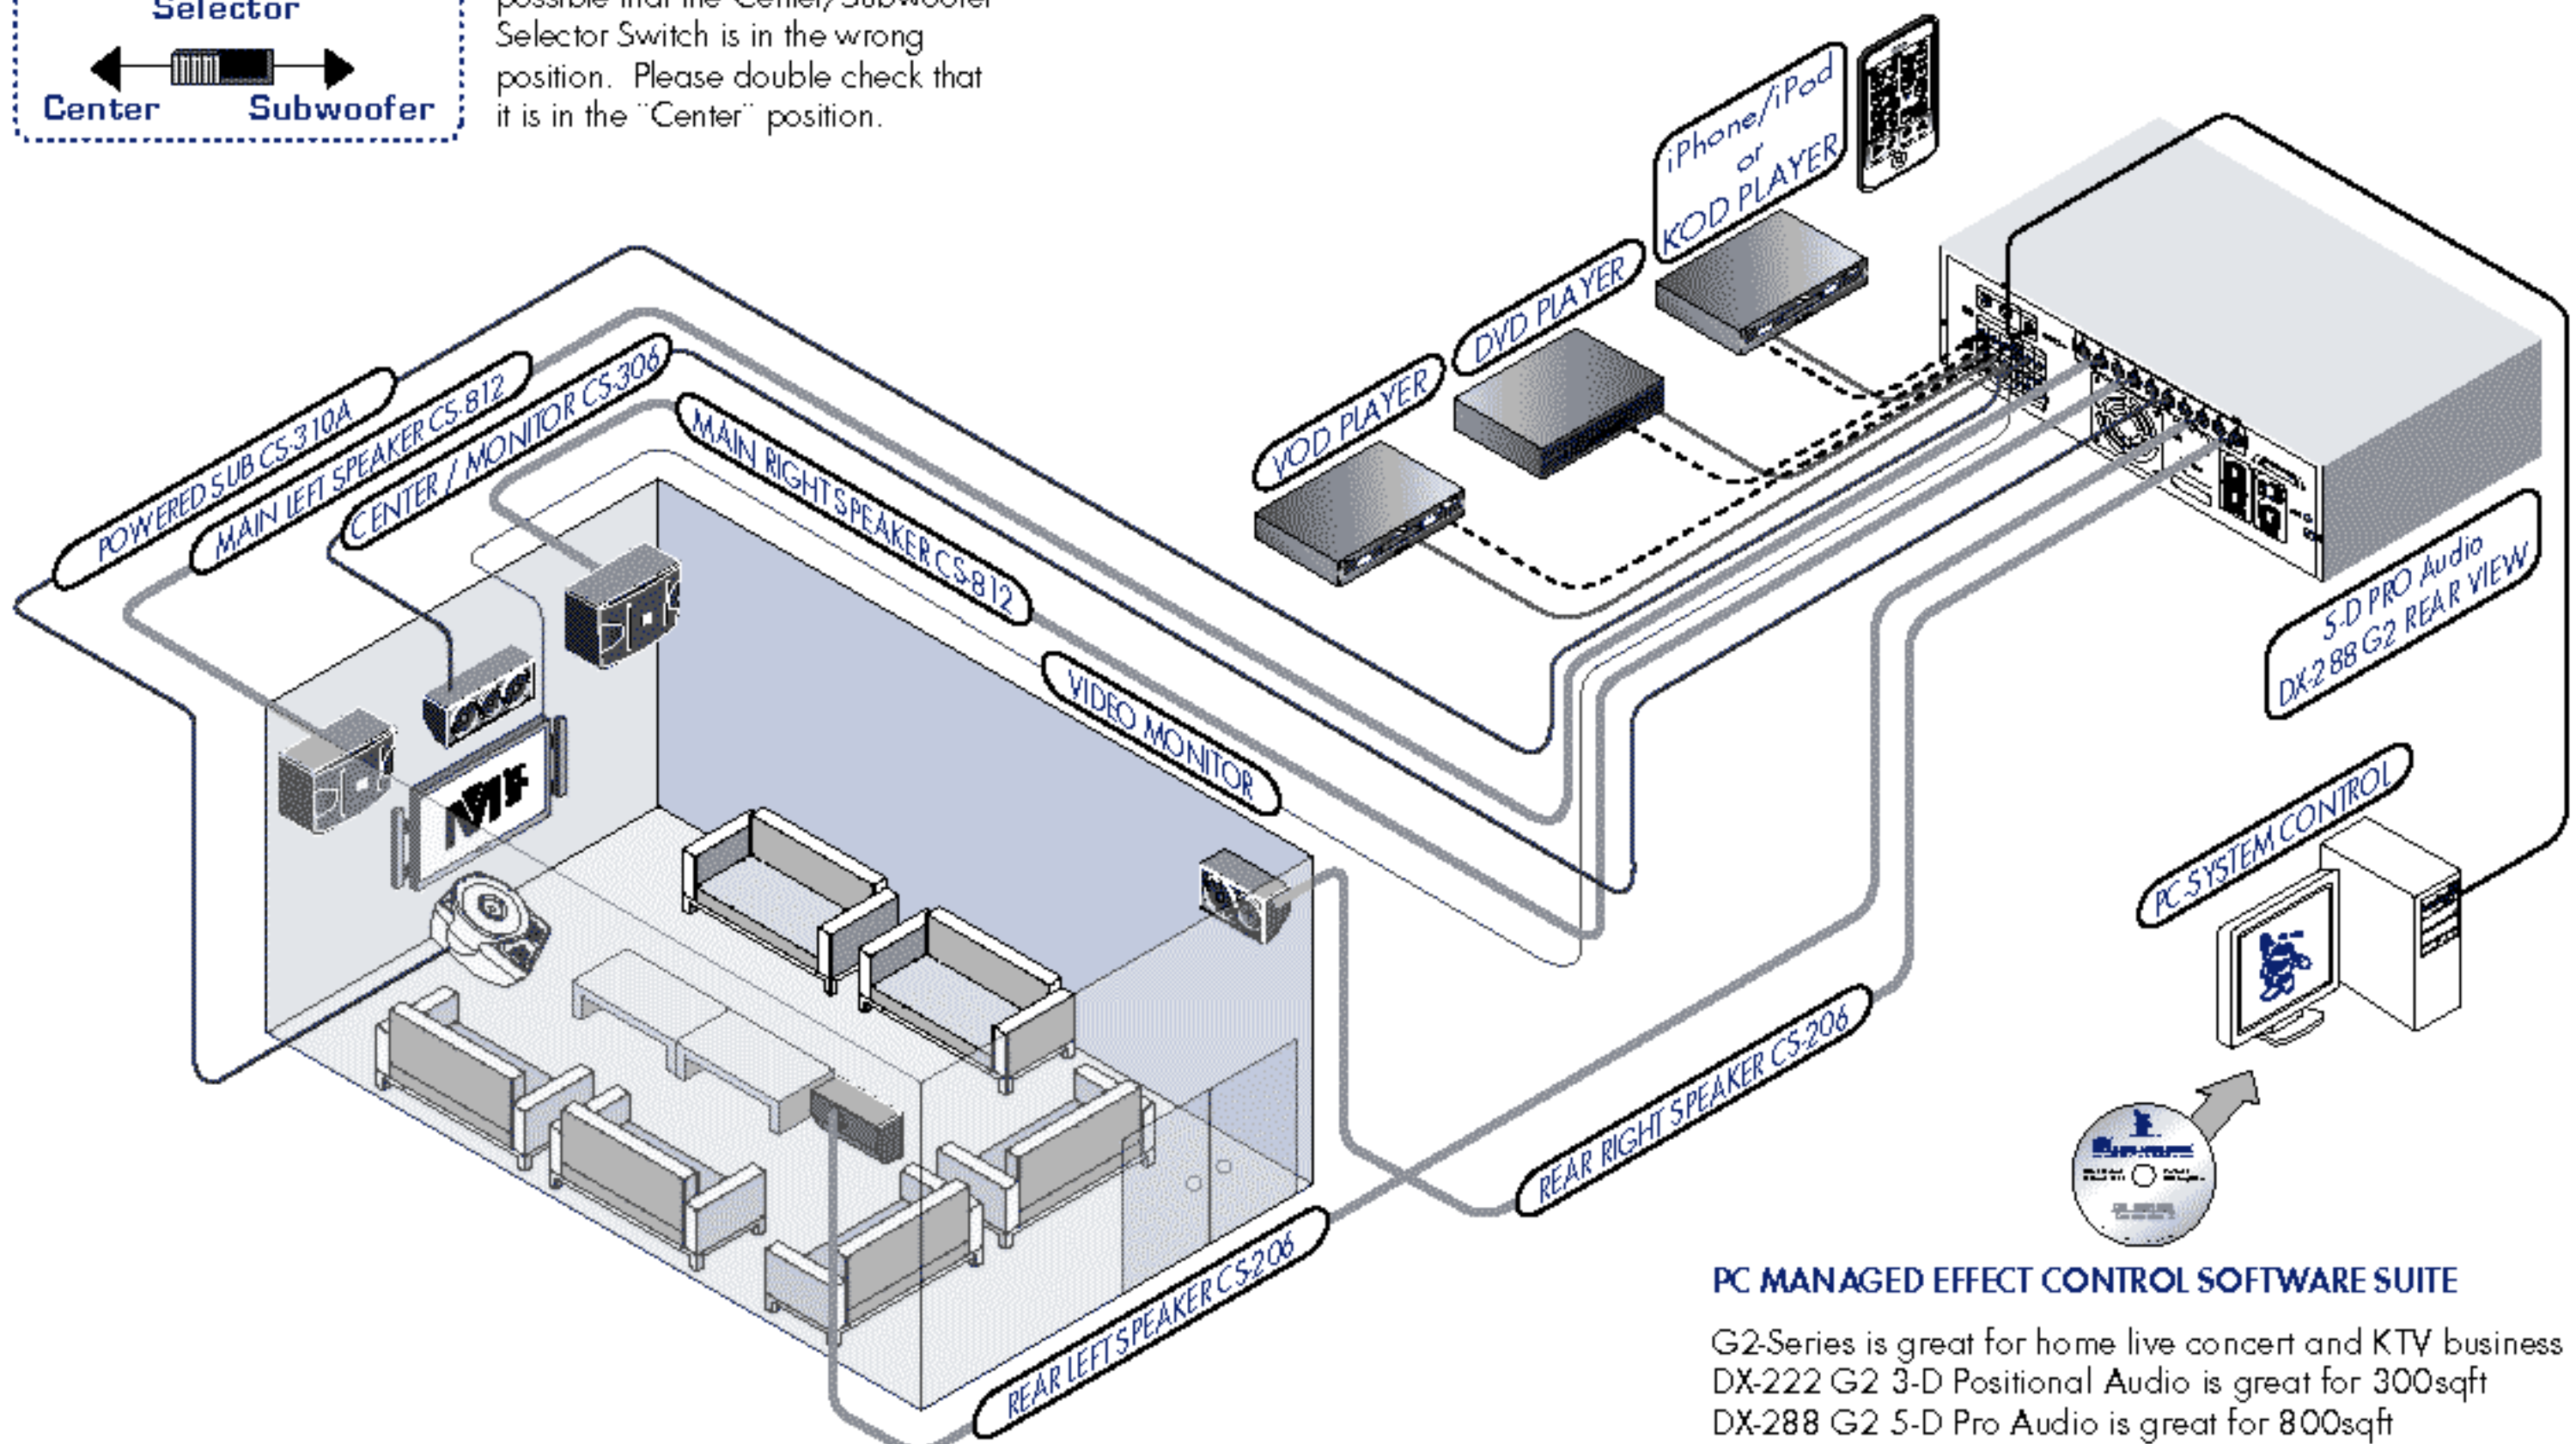 Selector
Center Subwoofer
possible that the Center/Subwoofer
Selector Switch is in the wrong
position. Please double check that
it is in the ¨Center¨ position.
iPhone/iPod
or
KOD PLAYER
DVD PLAYER
VOD PLAYER
POWERED SUB CS-310A
MAIN LEFT SPEAKER CS-812
CENTER / MONITOR CS-306
MAIN RIGHT SPEAKER CS-812
VIDEO MONITOR
5-D PRO Audio
DX-288 G2 REAR VIEW
PC-SYSTEM CONTROL
REAR RIGHT SPEAKER CS-206
REAR LEFT SPEAKER CS-206
PC MANAGED EFFECT CONTROL SOFTWARE SUITE
G2-Series is great for home live concert and KTV business
DX-222 G2 3-D Positional Audio is great for 300sqft
DX-288 G2 5-D Pro Audio is great for 800sqft